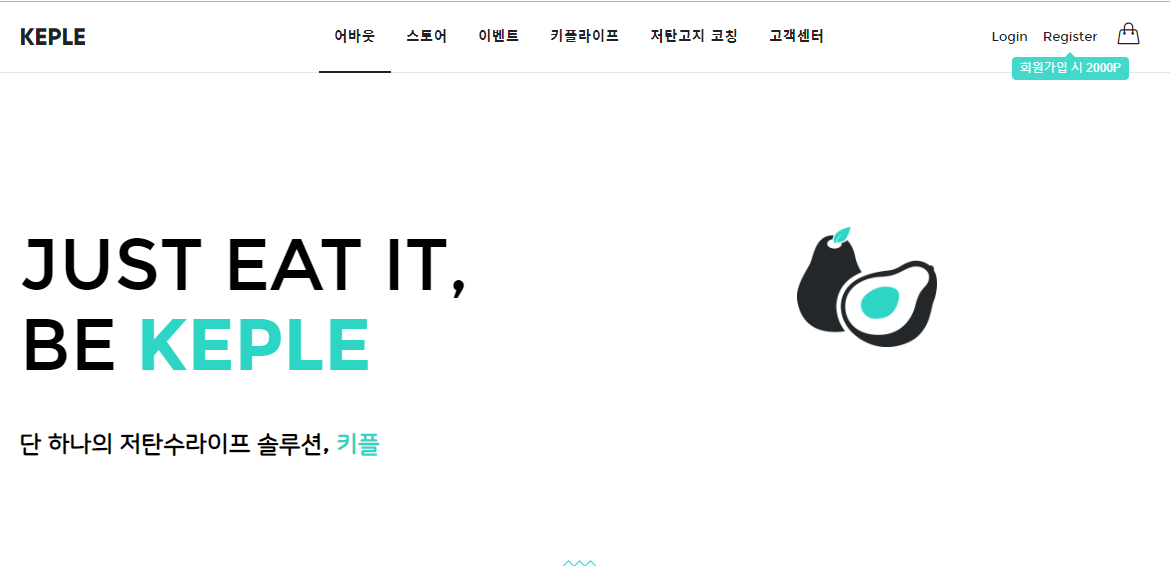 KEPLE 어바웃 스토어 이벤트 키플라이프 저탄고지 코칭 고객센터 Login Register
회원가입 시 2000P
JUST EAT IT,
BE KEPLE
단 하나의 저탄수라이프 솔루션, 키플